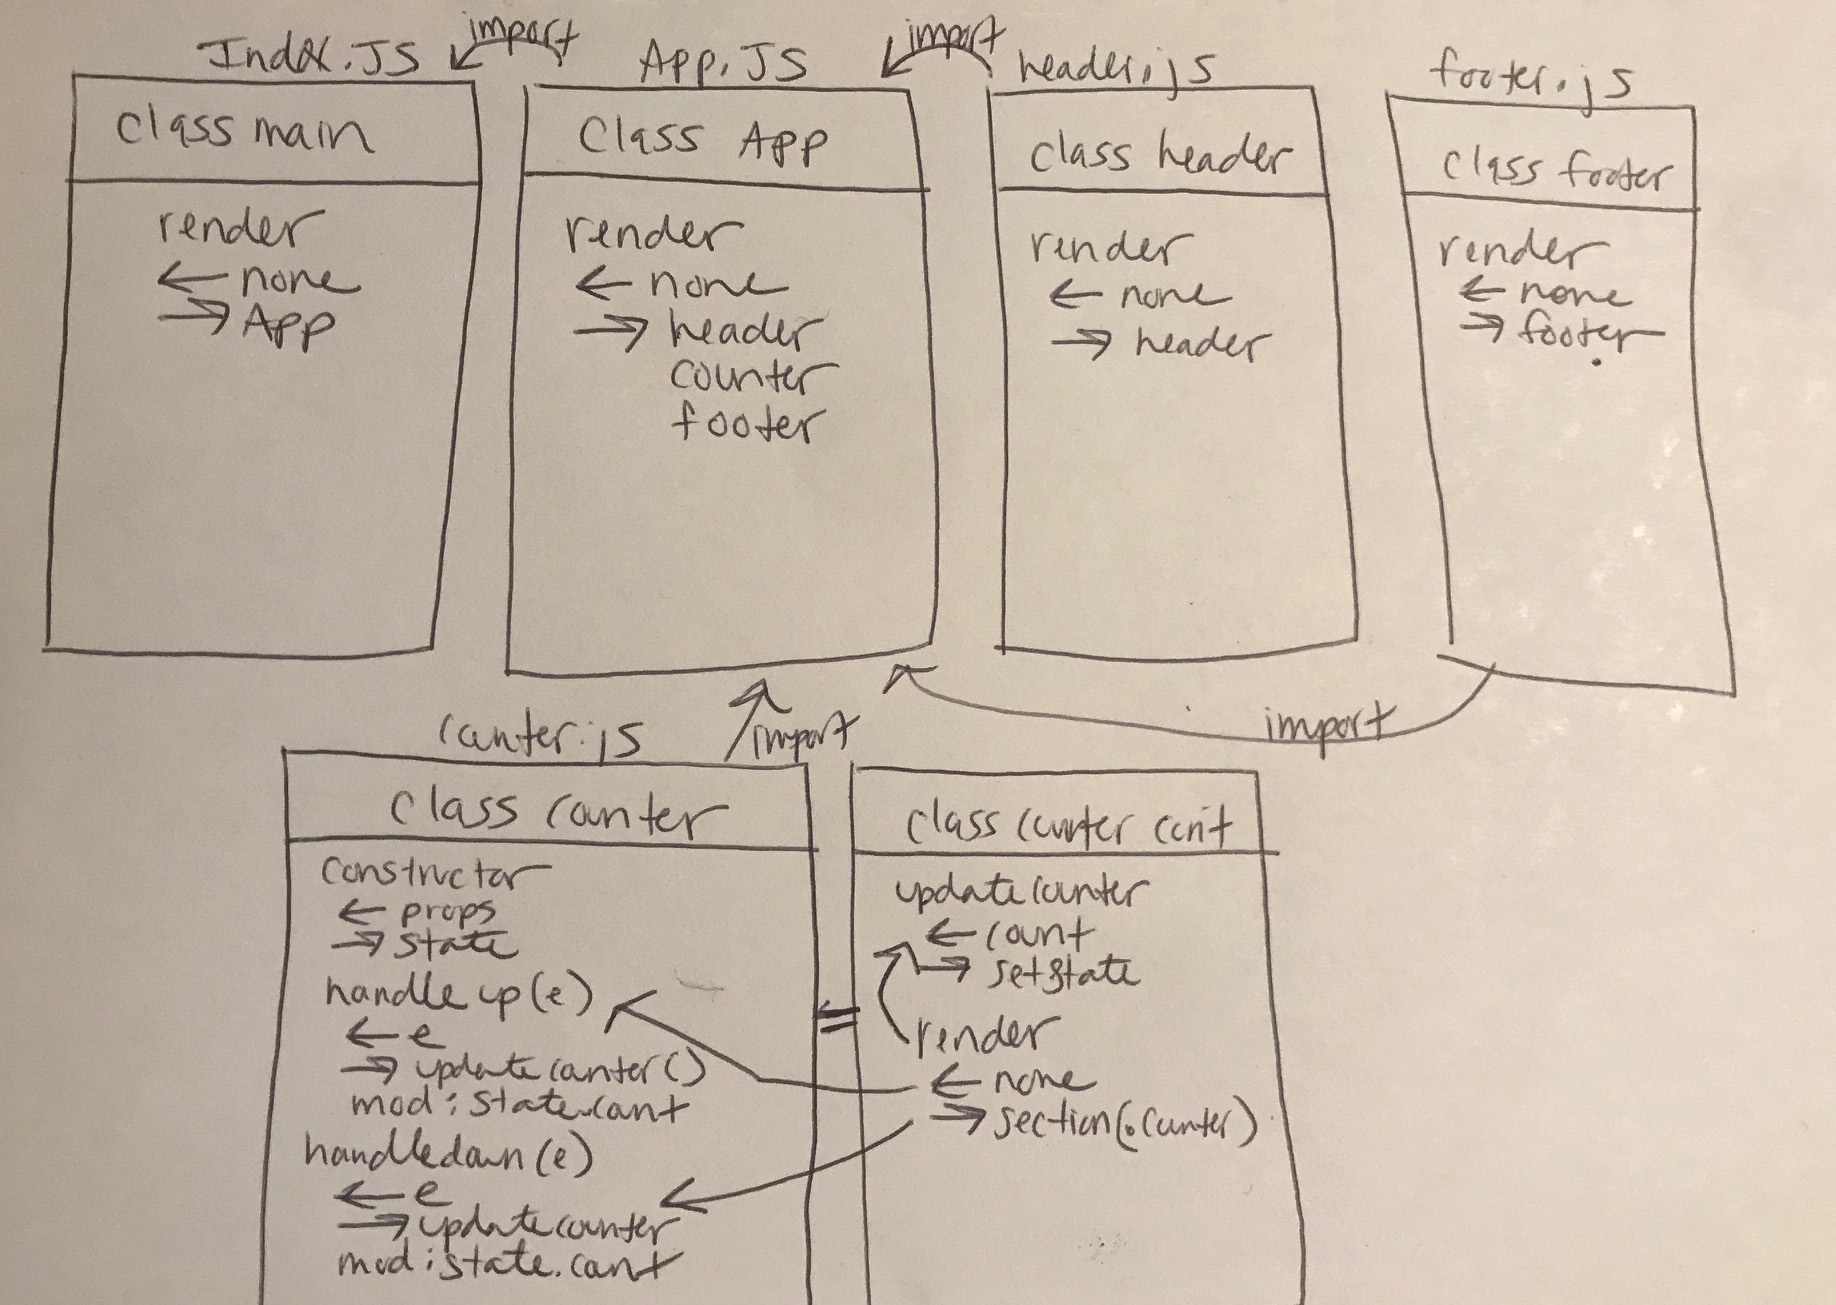 Index.JS
import
App.JS
import
header.js
footer.js
class main
render
← none
→ App
Class App
render
← none
→ header
counter
footer
class header
render
← none
→ header
class footer
render
← none
→ footer
import
import
counter.js
class counter
constructor
← props
→ state
handle up(e)
← e
→ update counter()
mod: state.count
handledown(e)
← e
→ updatecounter
mod: state.count
class counter cont
update counter
← count
→ setstate
render
← none
→ section(.counter)